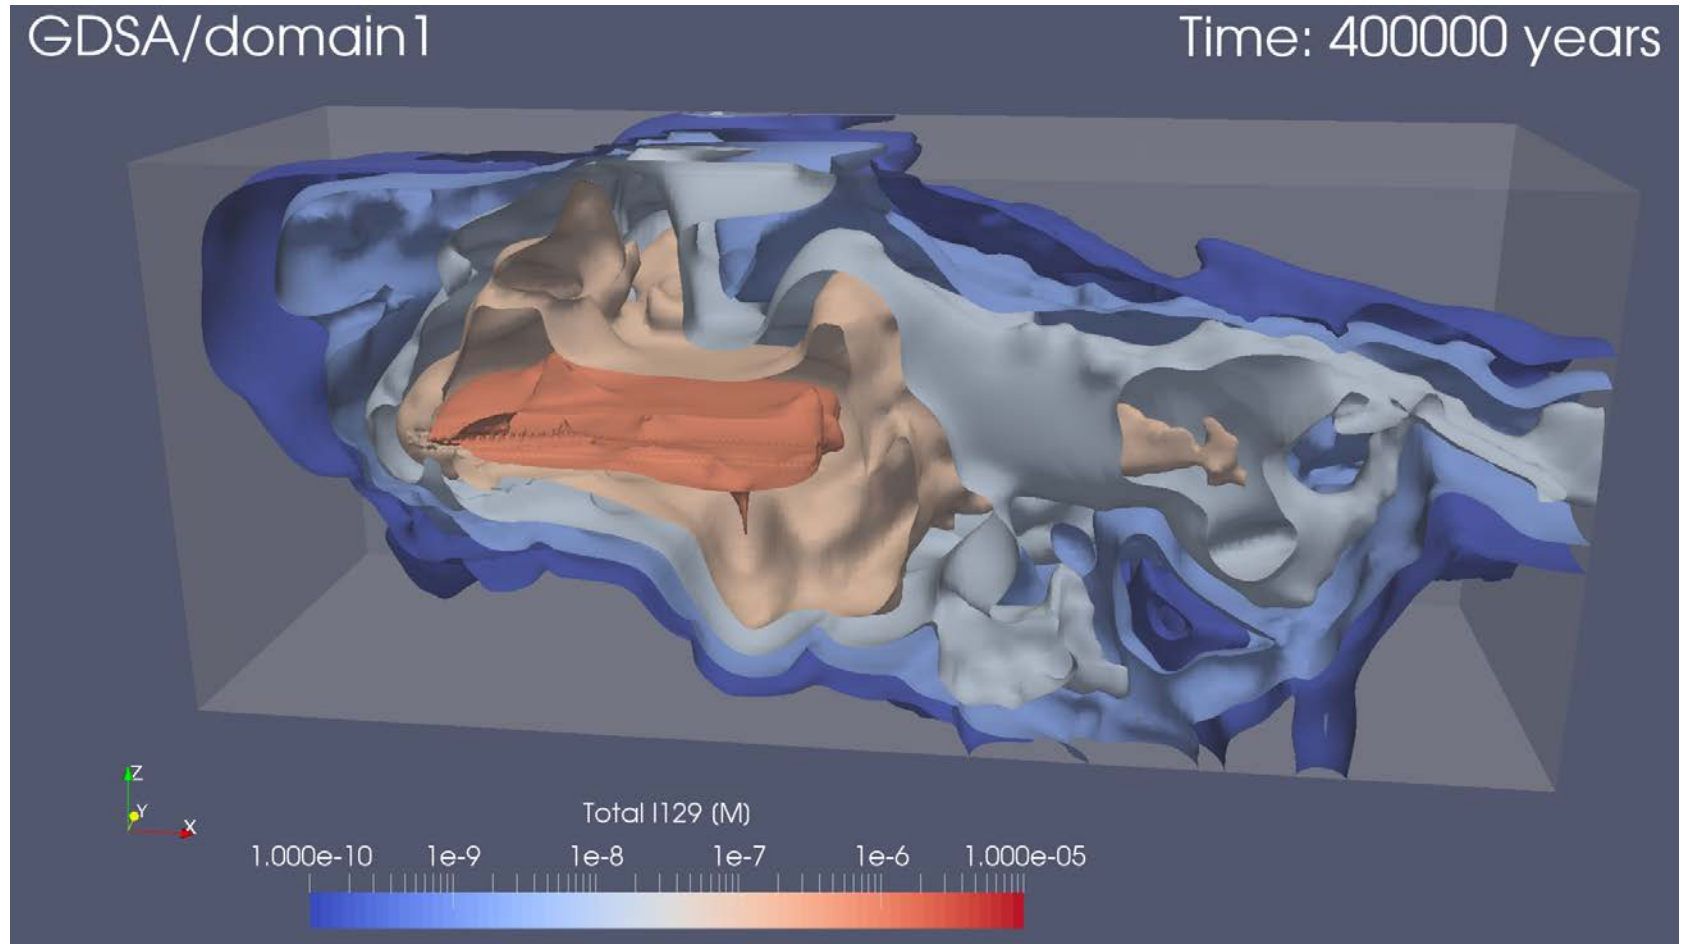 GDSA/domain1
Time: 400000 years
Z
Y
X
Total I129 (M)
1.000e-10 1e-9 1e-8 1e-7 1e-6 1.000e-05